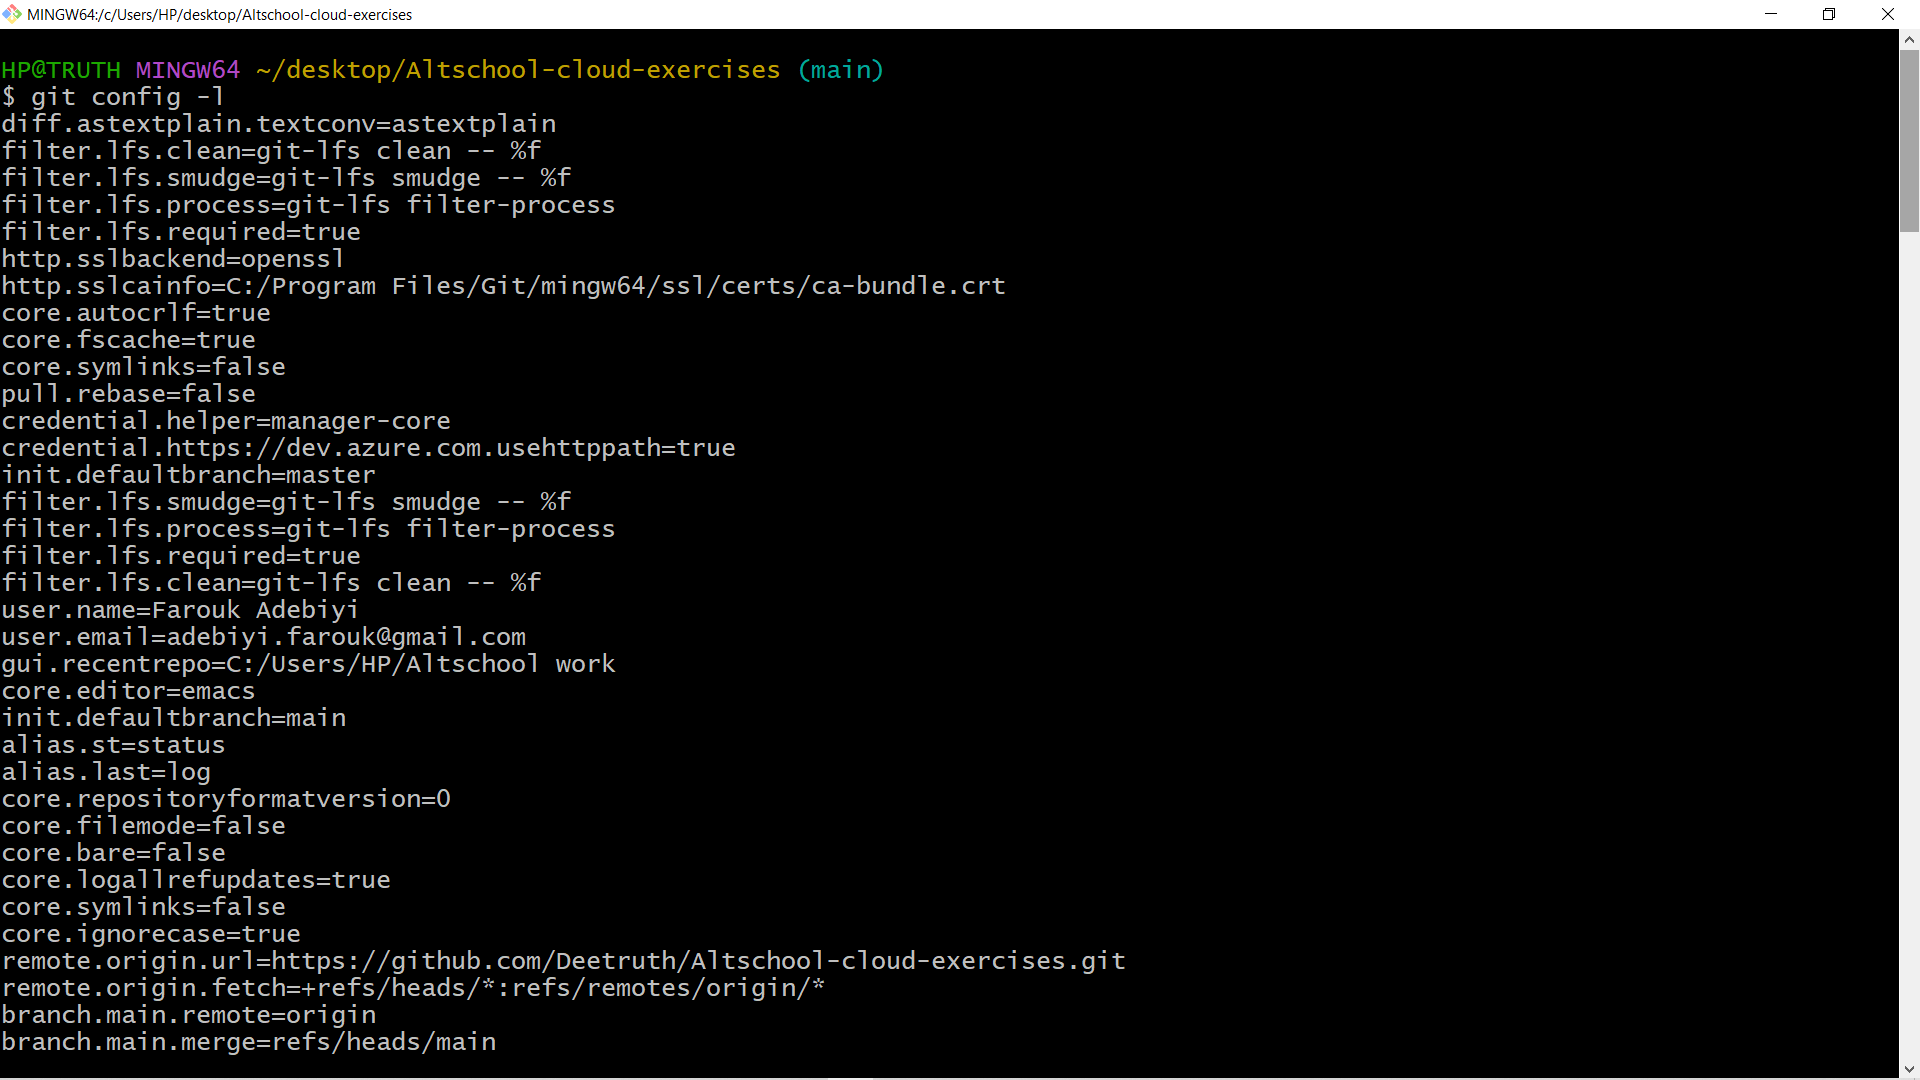 MINGW64:/c/Users/HP/desktop/Altschool-cloud-exercises
HP@TRUTH MINGW64 ~/desktop/Altschool-cloud-exercises (main)
$ git config -l
diff.astextplain.textconv=astextplain
filter.lfs.clean=git-lfs clean -- %f
filter.lfs.smudge=git-lfs smudge -- %f
filter.lfs.process=git-lfs filter-process
filter.lfs.required=true
http.sslbackend=openssl
http.sslcainfo=C:/Program Files/Git/mingw64/ssl/certs/ca-bundle.crt
core.autocrlf=true
core.fscache=true
core.symlinks=false
pull.rebase=false
credential.helper=manager-core
credential.https://dev.azure.com.usehttppath=true
init.defaultbranch=master
filter.lfs.smudge=git-lfs smudge -- %f
filter.lfs.process=git-lfs filter-process
filter.lfs.required=true
filter.lfs.clean=git-lfs clean -- %f
user.name=Farouk Adebiyi
user.email=adebiyi.farouk@gmail.com
gui.recentrepo=C:/Users/HP/Altschool work
core.editor=emacs
init.defaultbranch=main
alias.st=status
alias.last=log
core.repositoryformatversion=0
core.filemode=false
core.bare=false
core.logallrefupdates=true
core.symlinks=false
core.ignorecase=true
remote.origin.url=https://github.com/Deetruth/Altschool-cloud-exercises.git
remote.origin.fetch=+refs/heads/*:refs/remotes/origin/*
branch.main.remote=origin
branch.main.merge=refs/heads/main